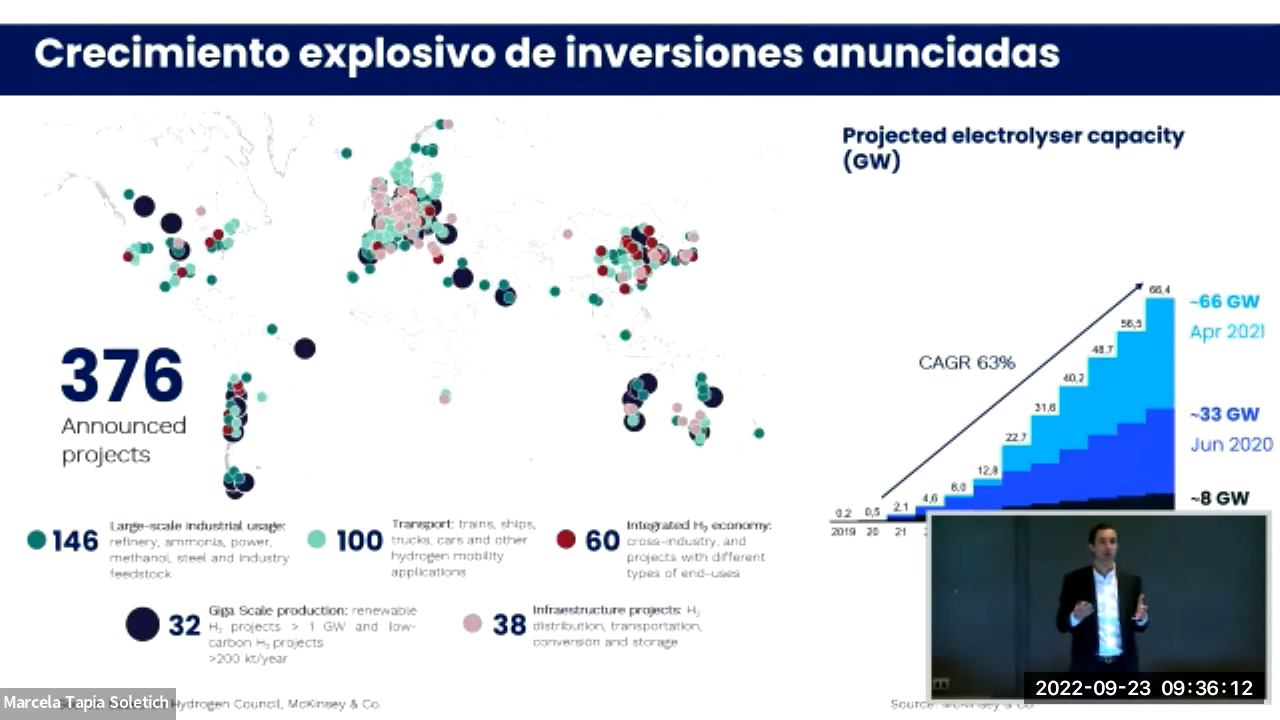 Crecimiento explosivo de inversiones anunciadas
Projected electrolyser capacity
(GW)
376
Announced
projects
CAGR 63%
0,2
0,5
2,1
4,6
8,0
12,8
22,7
31,6
40,2
48,7
56,5
66,4
~66 GW
Apr 2021
~33 GW
Jun 2020
~8 GW
2019 20 21
146
Large-scale industrial usage:
refinery, ammonia, power,
methanol, steel and industry
feedstock
100
Transport: trains, ships,
trucks, cars and other
hydrogen mobility
applications
60
Integrated H₂ economy:
cross-industry, and
projects with different
types of end-uses
32
Giga Scale production: renewable
H₂ projects > 1 GW and low-
carbon H₂ projects
>200 kt/year
38
Infraestructure projects: H₂
distribution, transportation,
conversion and storage
Marcela Tapia Soletich
Hydrogen Council, McKinsey & Co.
Source:
2022-09-23 09:36:12